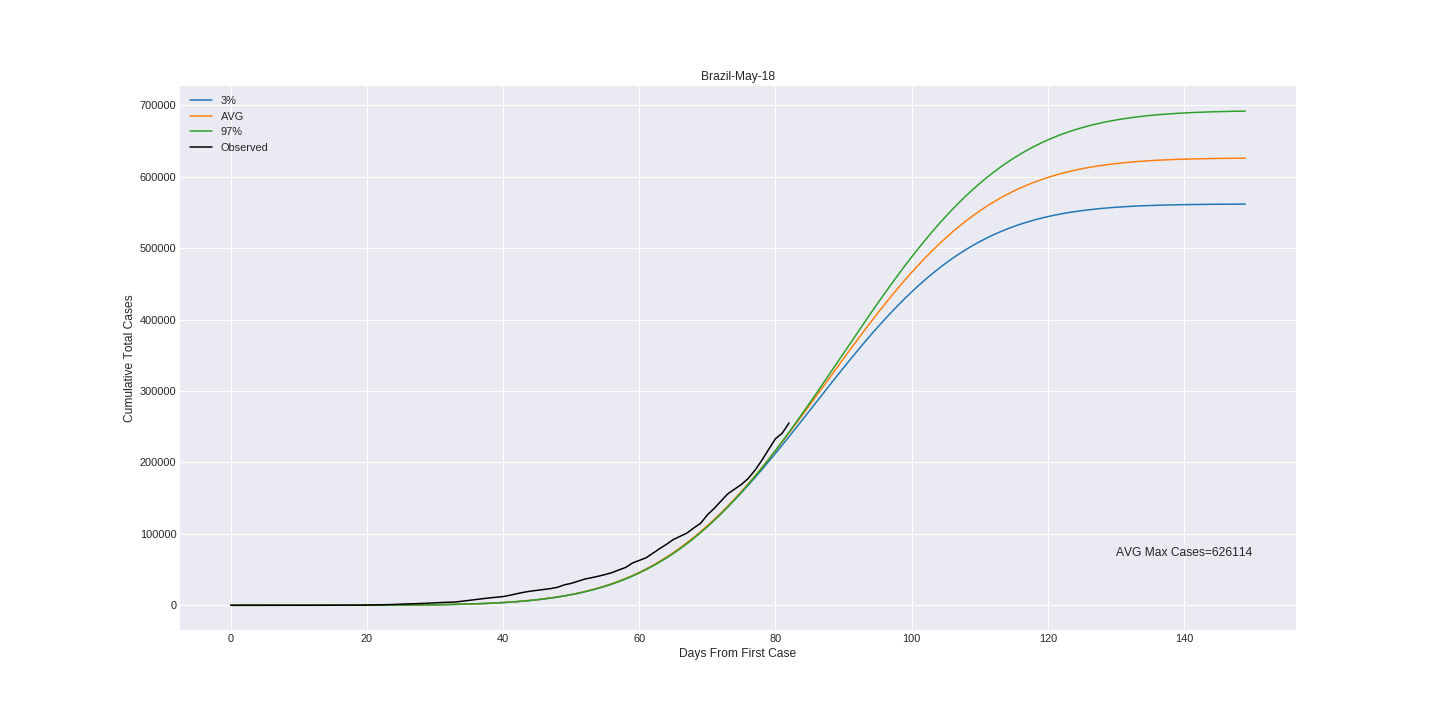 Brazil-May-18
3%
AVG
97%
Observed
700000
600000
500000
400000
300000
200000
100000
0
Cumulative Total Cases
AVG Max Cases=626114
0 20 40 60 80 100 120 140
Days From First Case